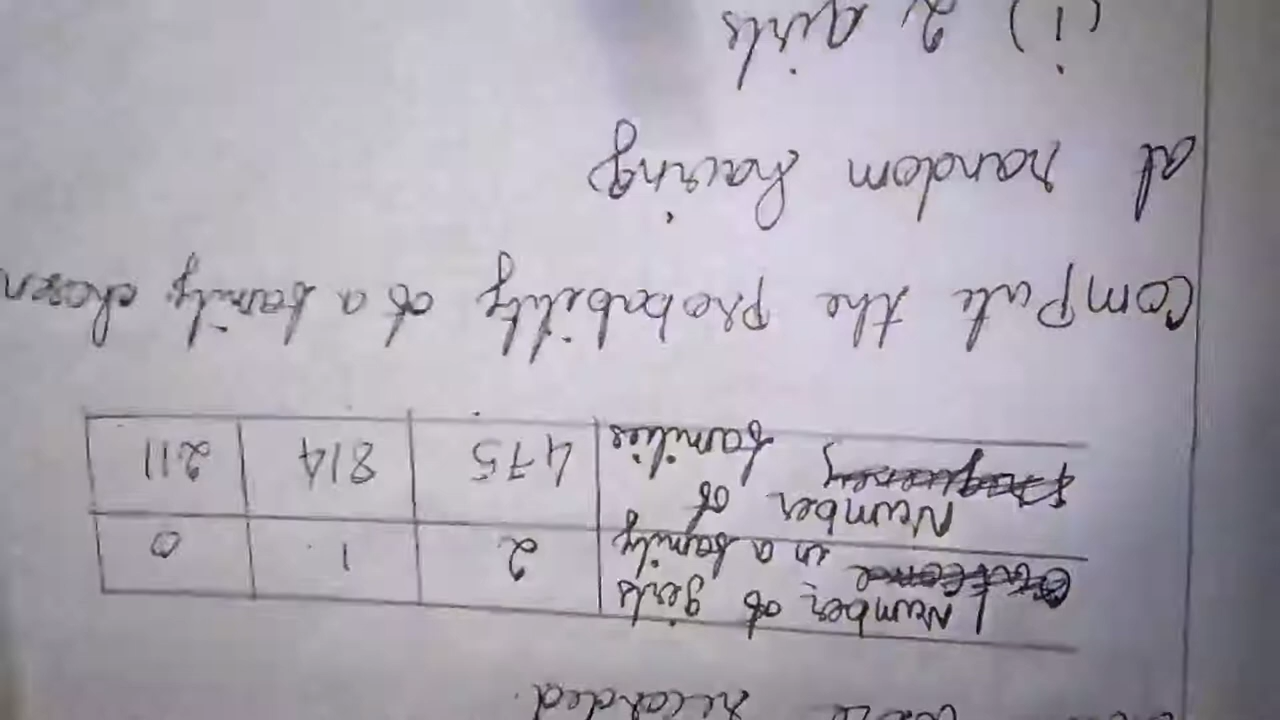 recorded.
Number of girls in a family 2 1 0
Number of families 475 814 211
ComPute the Probability of a family chosen
at random having
(i) 2 girls